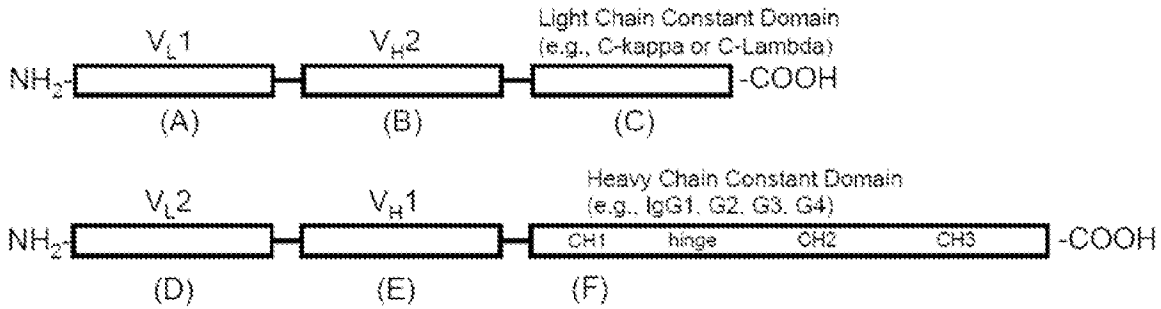 V_L1 V_H2 Light Chain Constant Domain
(e.g., C-kappa or C-Lambda)
NH₂- -COOH
(A) (B) (C)
V_L2 V_H1 Heavy Chain Constant Domain
(e.g., IgG1, G2, G3, G4)
NH₂- CH1 hinge CH2 CH3 -COOH
(D) (E) (F)